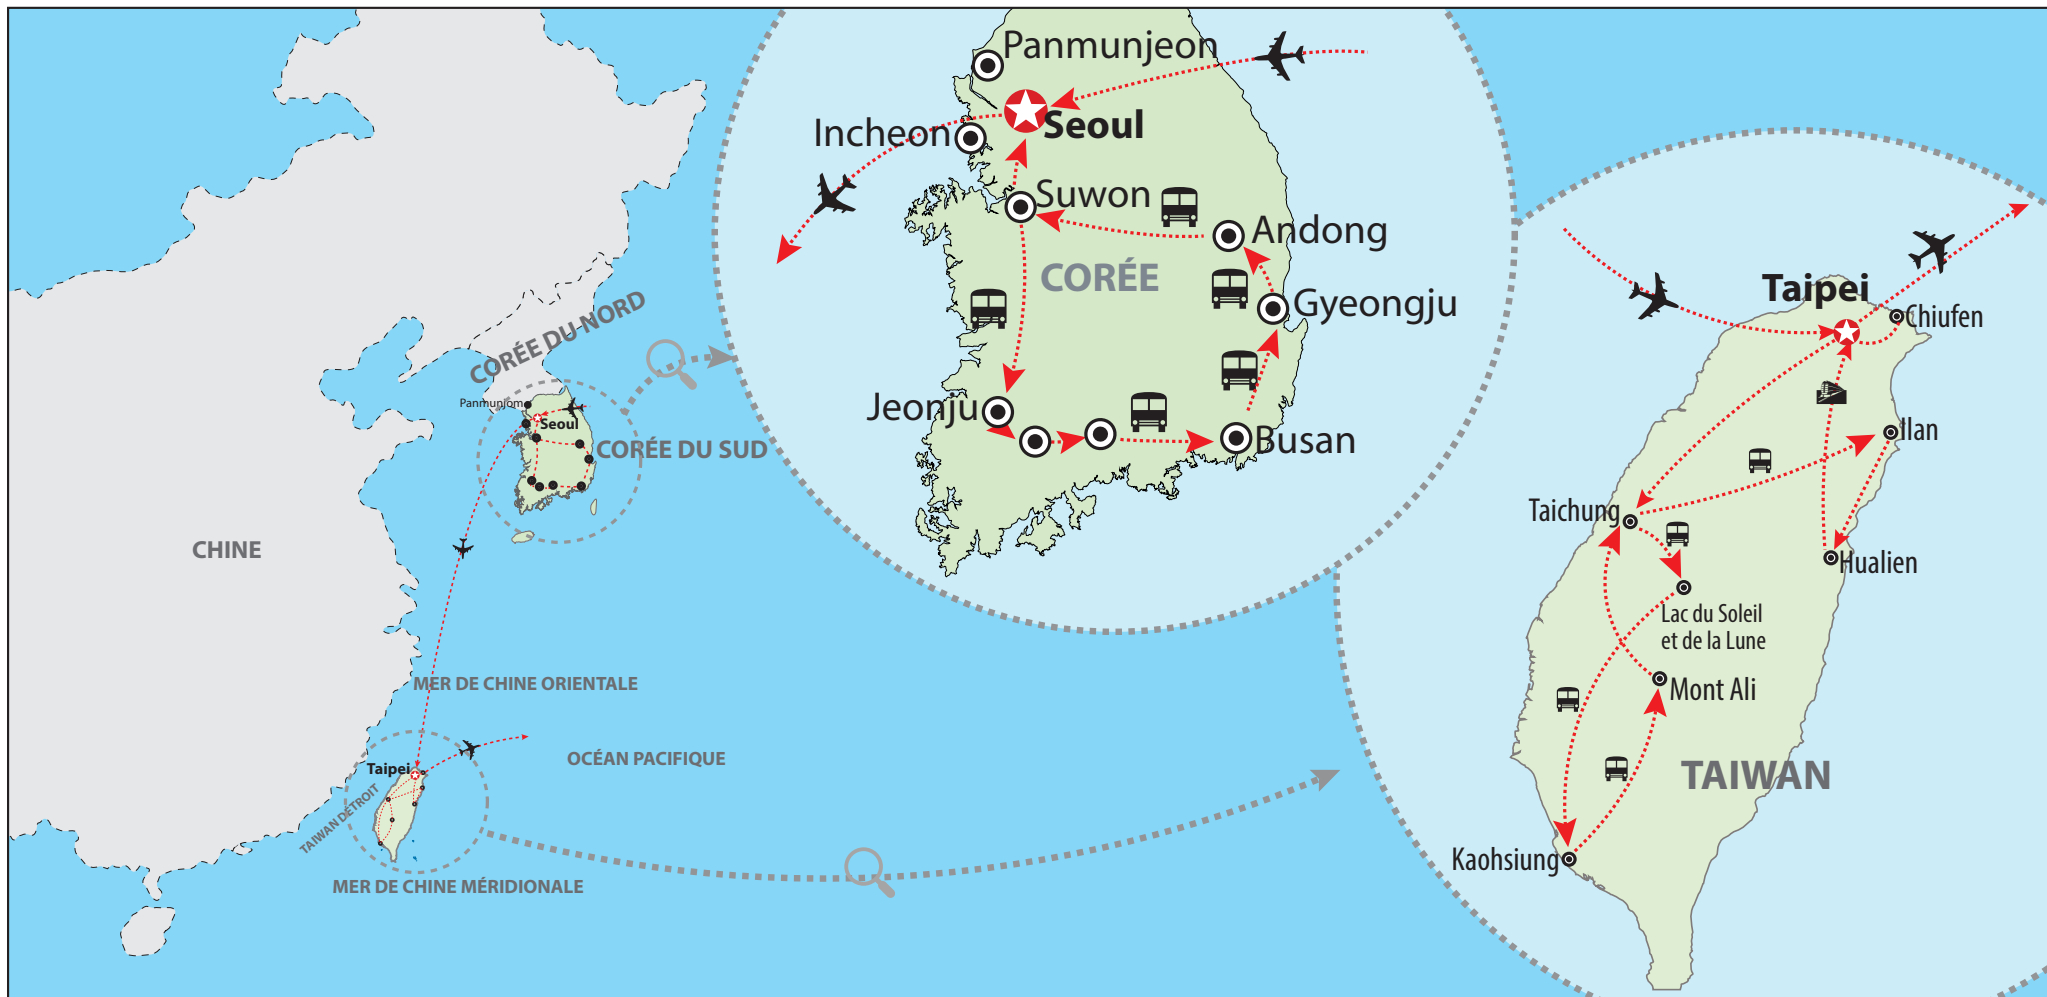 CHINE
CORÉE DU NORD
Panmunjom
Seoul
CORÉE DU SUD
MER DE CHINE ORIENTALE
OCÉAN PACIFIQUE
Taipei
TAIWAN DÉTROIT
MER DE CHINE MÉRIDIONALE
Panmunjeon
Seoul
Incheon
Suwon
Andong
CORÉE
Gyeongju
Jeonju
Busan
Taipei
Chiufen
Ilan
Taichung
Hualien
Lac du Soleil
et de la Lune
Mont Ali
TAIWAN
Kaohsiung